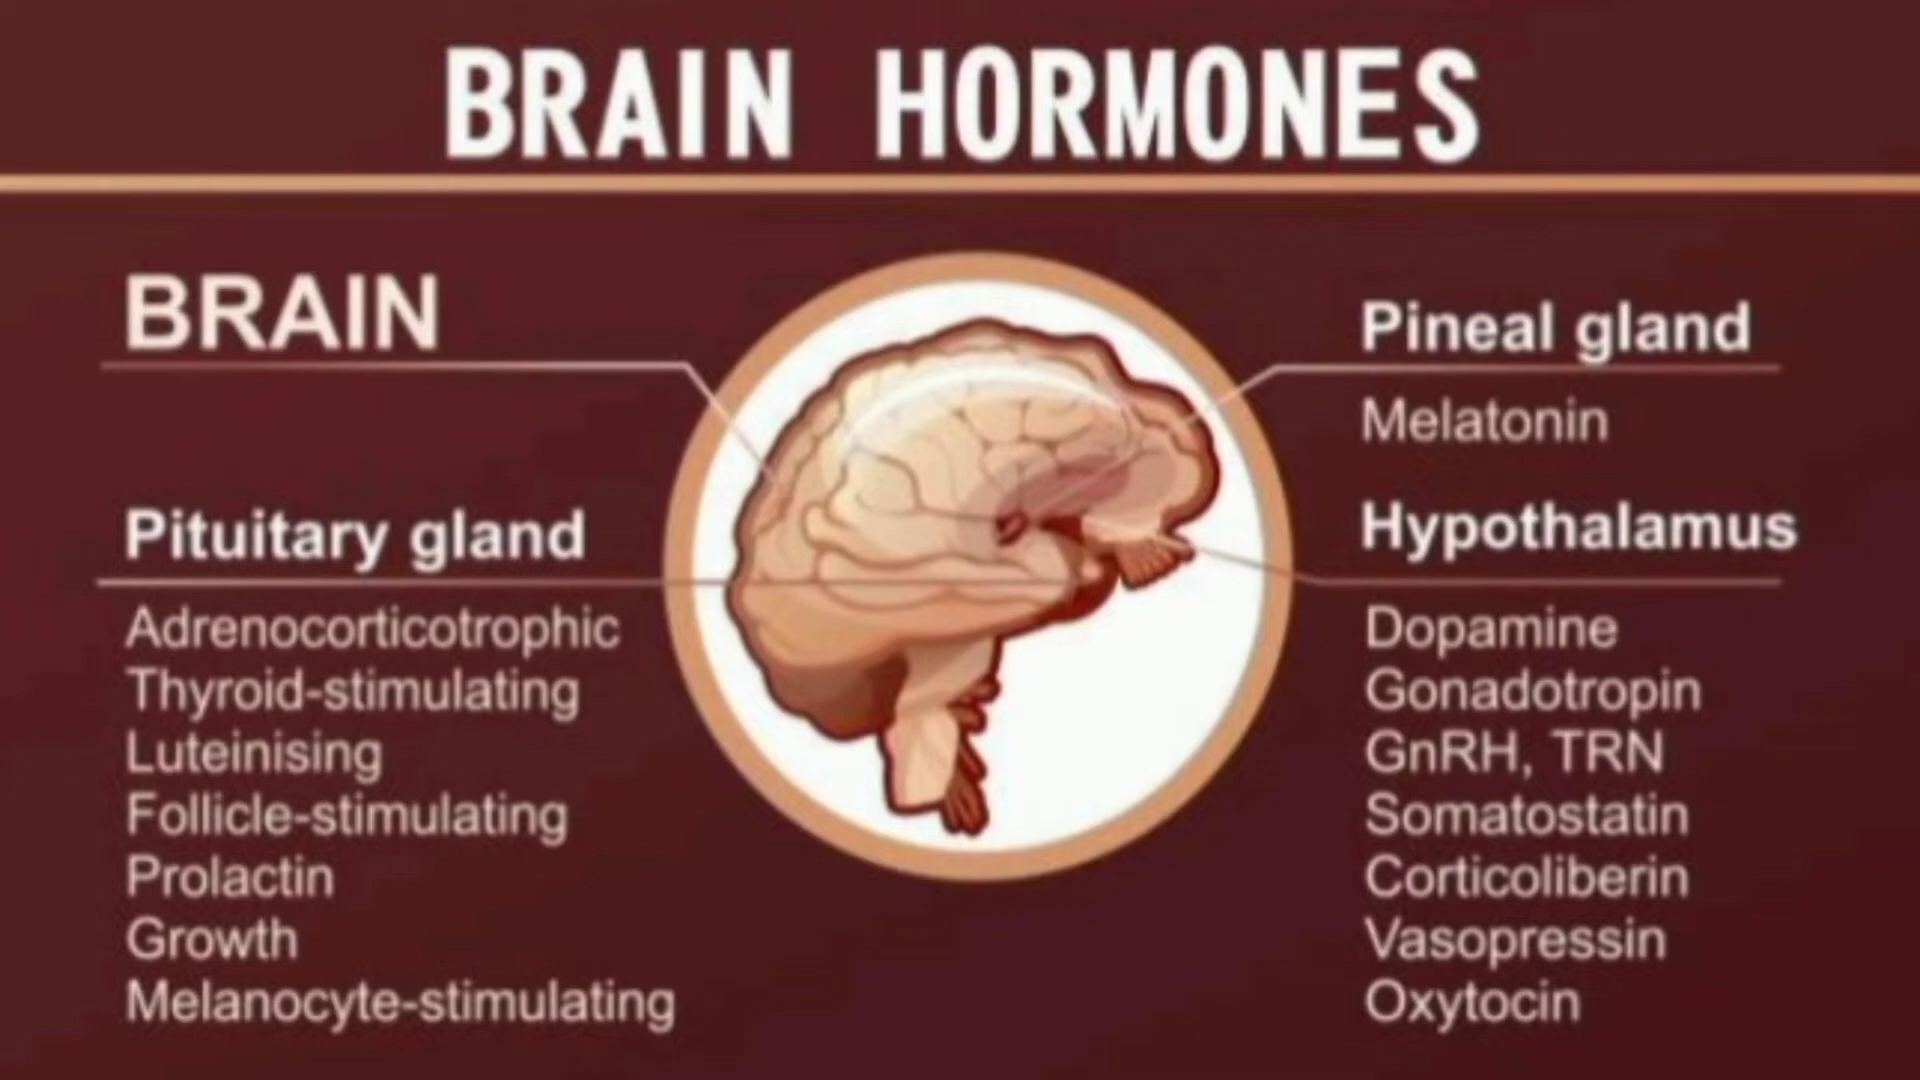 BRAIN HORMONES
BRAIN
Pituitary gland
Adrenocorticotrophic
Thyroid-stimulating
Luteinising
Follicle-stimulating
Prolactin
Growth
Melanocyte-stimulating
Pineal gland
Melatonin
Hypothalamus
Dopamine
Gonadotropin
GnRH, TRN
Somatostatin
Corticoliberin
Vasopressin
Oxytocin